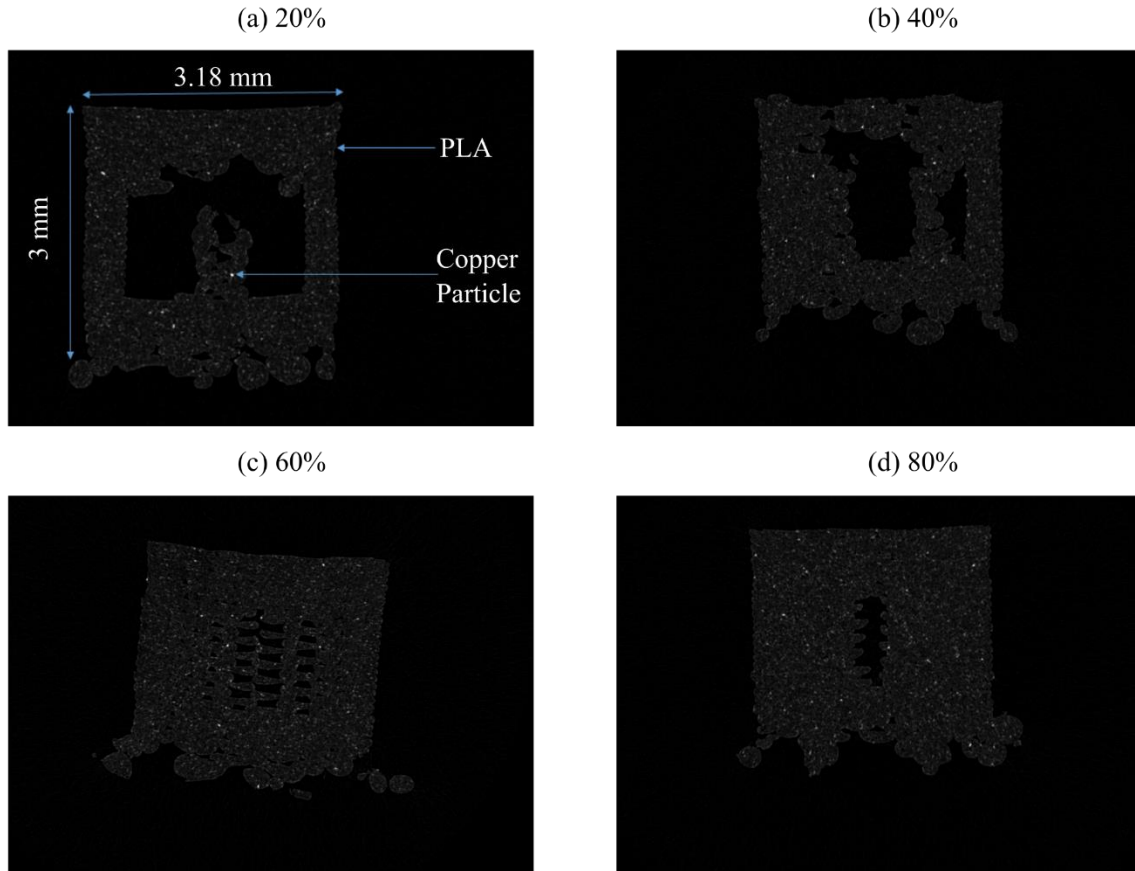 (a) 20%
(b) 40%
3.18 mm
PLA
3 mm
Copper
Particle
(c) 60%
(d) 80%